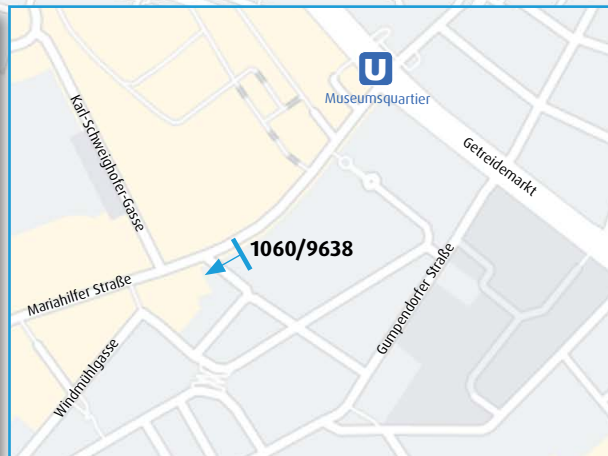 U
Museumsquartier
Karl-Schweighofer-Gasse
Getreidemarkt
1060/9638
Mariahilfer Straße
Gumpendorfer Straße
Windmühlgasse